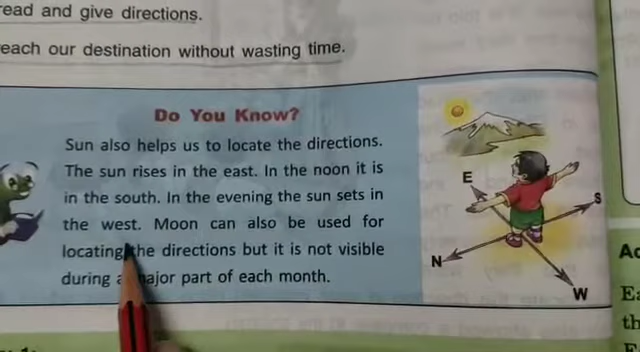 read and give directions.
each our destination without wasting time.
Do You Know?
Sun also helps us to locate the directions.
The sun rises in the east. In the noon it is
in the south. In the evening the sun sets in
the west. Moon can also be used for
locating the directions but it is not visible
during a major part of each month.
E
S
N
W
Ea
th